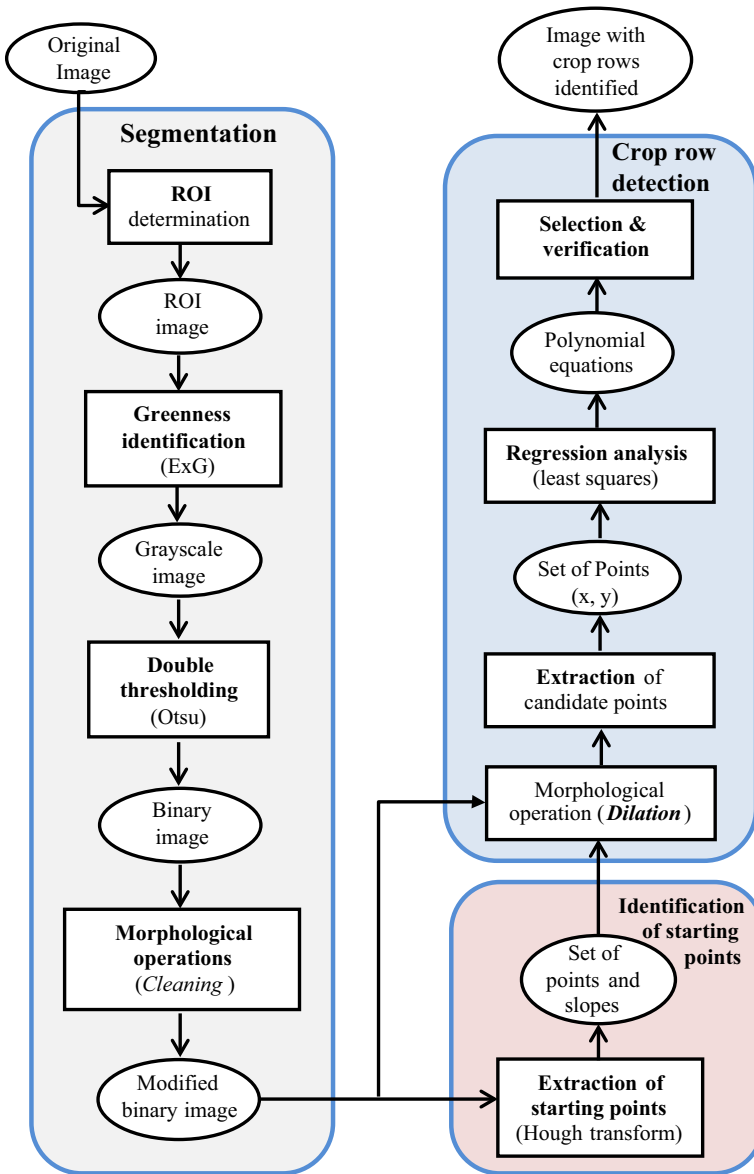 Original
Image
Segmentation
ROI
determination
ROI
image
Greenness
identification
(ExG)
Grayscale
image
Double
thresholding
(Otsu)
Binary
image
Morphological
operations
(Cleaning )
Modified
binary image
Image with
crop rows
identified
Crop row
detection
Selection &
verification
Polynomial
equations
Regression analysis
(least squares)
Set of Points
(x, y)
Extraction of
candidate points
Morphological
operation (Dilation )
Identification
of starting
points
Set of
points and
slopes
Extraction of
starting points
(Hough transform)